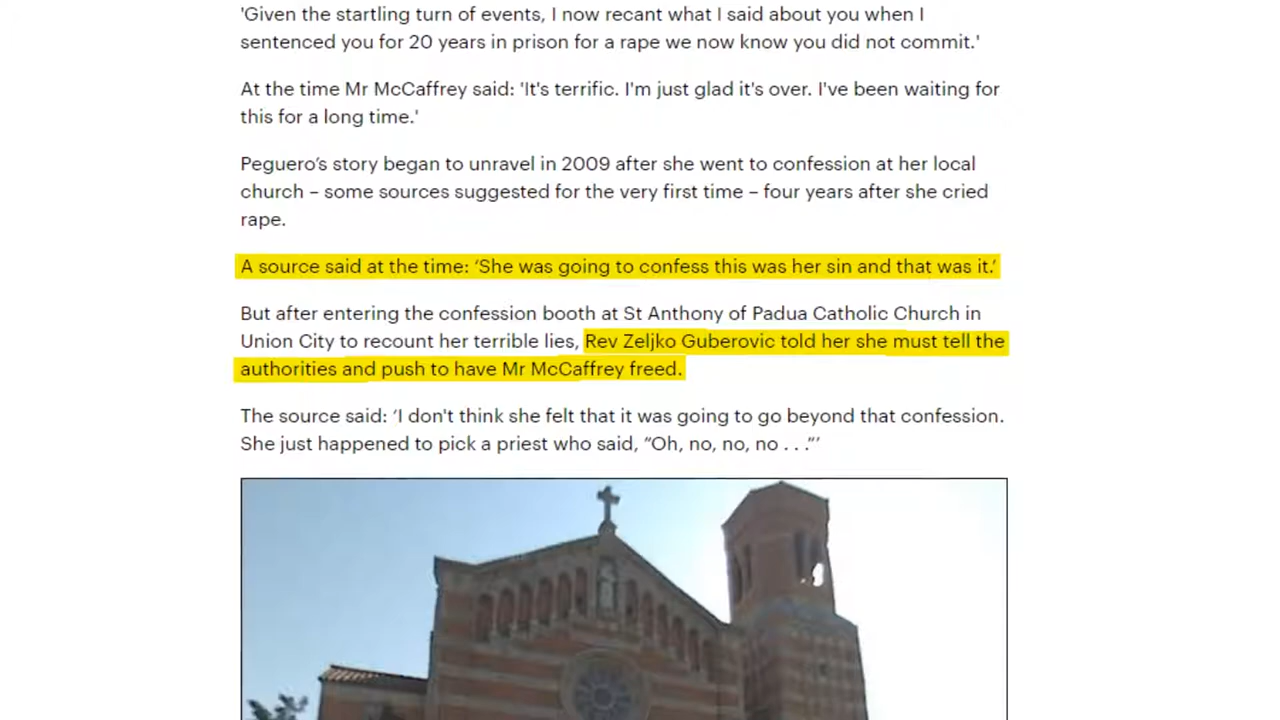 'Given the startling turn of events, I now recant what I said about you when I
sentenced you for 20 years in prison for a rape we now know you did not commit.'
At the time Mr McCaffrey said: 'It's terrific. I'm just glad it's over. I've been waiting for
this for a long time.'
Peguero’s story began to unravel in 2009 after she went to confession at her local
church – some sources suggested for the very first time – four years after she cried
rape.
A source said at the time: ‘She was going to confess this was her sin and that was it.’
But after entering the confession booth at St Anthony of Padua Catholic Church in
Union City to recount her terrible lies, Rev Zeljko Guberovic told her she must tell the
authorities and push to have Mr McCaffrey freed.
The source said: ‘I don't think she felt that it was going to go beyond that confession.
She just happened to pick a priest who said, “Oh, no, no, no . . .”’